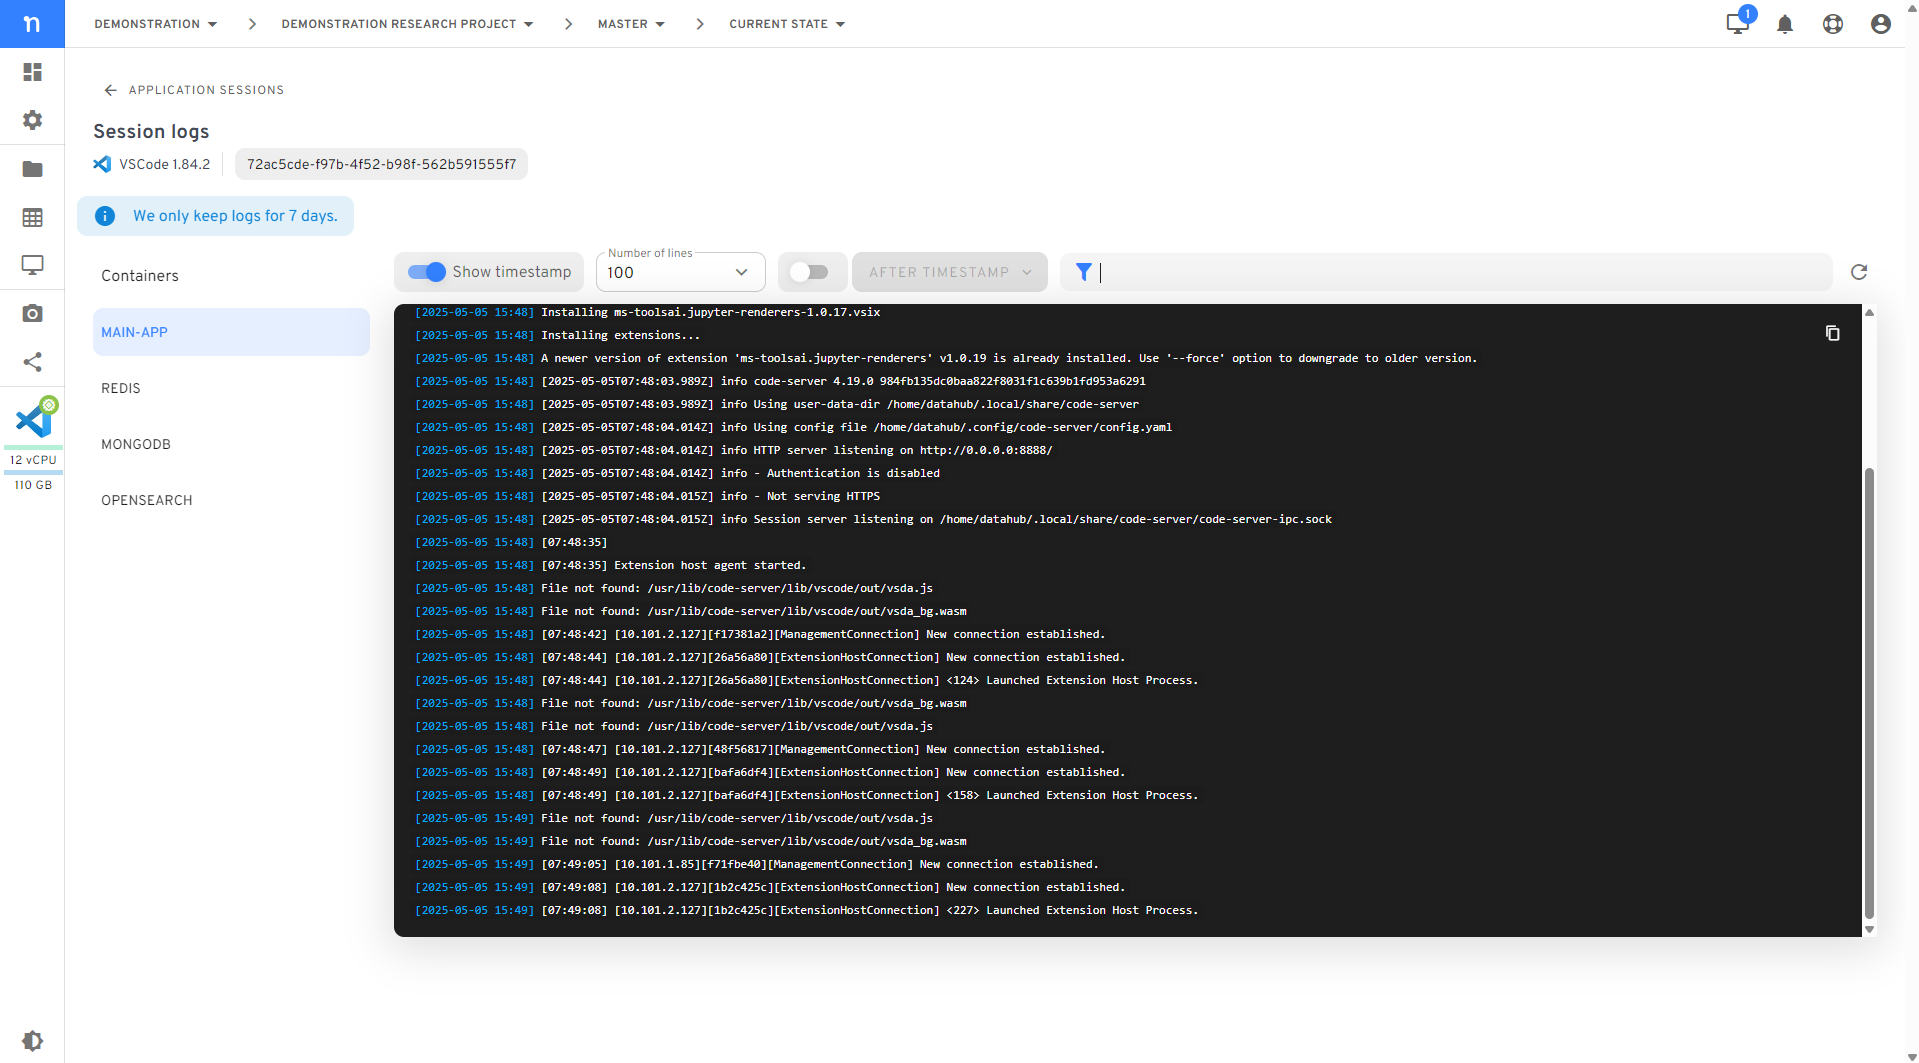 n
DEMONSTRATION
DEMONSTRATION RESEARCH PROJECT
MASTER
CURRENT STATE
1
APPLICATION SESSIONS
Session logs
VSCode 1.84.2
72ac5cde-f97b-4f52-b98f-562b591555f7
We only keep logs for 7 days.
Containers
MAIN-APP
REDIS
MONGODB
OPENSEARCH
12 vCPU
110 GB
Show timestamp
Number of lines
100
AFTER TIMESTAMP
[2025-05-05 15:48] Installing ms-toolsai.jupyter-renderers-1.0.17.vsix
[2025-05-05 15:48] Installing extensions...
[2025-05-05 15:48] A newer version of extension 'ms-toolsai.jupyter-renderers' v1.0.19 is already installed. Use '--force' option to downgrade to older version.
[2025-05-05 15:48] [2025-05-05T07:48:03.989Z] info code-server 4.19.0 984fb135dc0baa822f8031f1c639b1fd953a6291
[2025-05-05 15:48] [2025-05-05T07:48:03.989Z] info Using user-data-dir /home/datahub/.local/share/code-server
[2025-05-05 15:48] [2025-05-05T07:48:04.014Z] info Using config file /home/datahub/.config/code-server/config.yaml
[2025-05-05 15:48] [2025-05-05T07:48:04.014Z] info HTTP server listening on http://0.0.0.0:8888/
[2025-05-05 15:48] [2025-05-05T07:48:04.014Z] info - Authentication is disabled
[2025-05-05 15:48] [2025-05-05T07:48:04.015Z] info - Not serving HTTPS
[2025-05-05 15:48] [2025-05-05T07:48:04.015Z] info Session server listening on /home/datahub/.local/share/code-server/code-server-ipc.sock
[2025-05-05 15:48] [07:48:35]
[2025-05-05 15:48] [07:48:35] Extension host agent started.
[2025-05-05 15:48] File not found: /usr/lib/code-server/lib/vscode/out/vsda.js
[2025-05-05 15:48] File not found: /usr/lib/code-server/lib/vscode/out/vsda_bg.wasm
[2025-05-05 15:48] [07:48:42] [10.101.2.127][f17381a2][ManagementConnection] New connection established.
[2025-05-05 15:48] [07:48:44] [10.101.2.127][26a56a80][ExtensionHostConnection] New connection established.
[2025-05-05 15:48] [07:48:44] [10.101.2.127][26a56a80][ExtensionHostConnection] <124> Launched Extension Host Process.
[2025-05-05 15:48] File not found: /usr/lib/code-server/lib/vscode/out/vsda_bg.wasm
[2025-05-05 15:48] File not found: /usr/lib/code-server/lib/vscode/out/vsda.js
[2025-05-05 15:48] [07:48:47] [10.101.2.127][48f56817][ManagementConnection] New connection established.
[2025-05-05 15:48] [07:48:49] [10.101.2.127][bafa6df4][ExtensionHostConnection] New connection established.
[2025-05-05 15:48] [07:48:49] [10.101.2.127][bafa6df4][ExtensionHostConnection] <158> Launched Extension Host Process.
[2025-05-05 15:49] File not found: /usr/lib/code-server/lib/vscode/out/vsda.js
[2025-05-05 15:49] File not found: /usr/lib/code-server/lib/vscode/out/vsda_bg.wasm
[2025-05-05 15:49] [07:49:05] [10.101.1.85][f71fbe40][ManagementConnection] New connection established.
[2025-05-05 15:49] [07:49:08] [10.101.2.127][1b2c425c][ExtensionHostConnection] New connection established.
[2025-05-05 15:49] [07:49:08] [10.101.2.127][1b2c425c][ExtensionHostConnection] <227> Launched Extension Host Process.